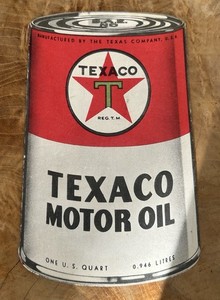 MANUFACTURED BY THE TEXAS COMPANY, U.S.A.
TEXACO
T
REG. T. M.
TEXACO
MOTOR OIL
ONE U. S. QUART 0.946 LITRES